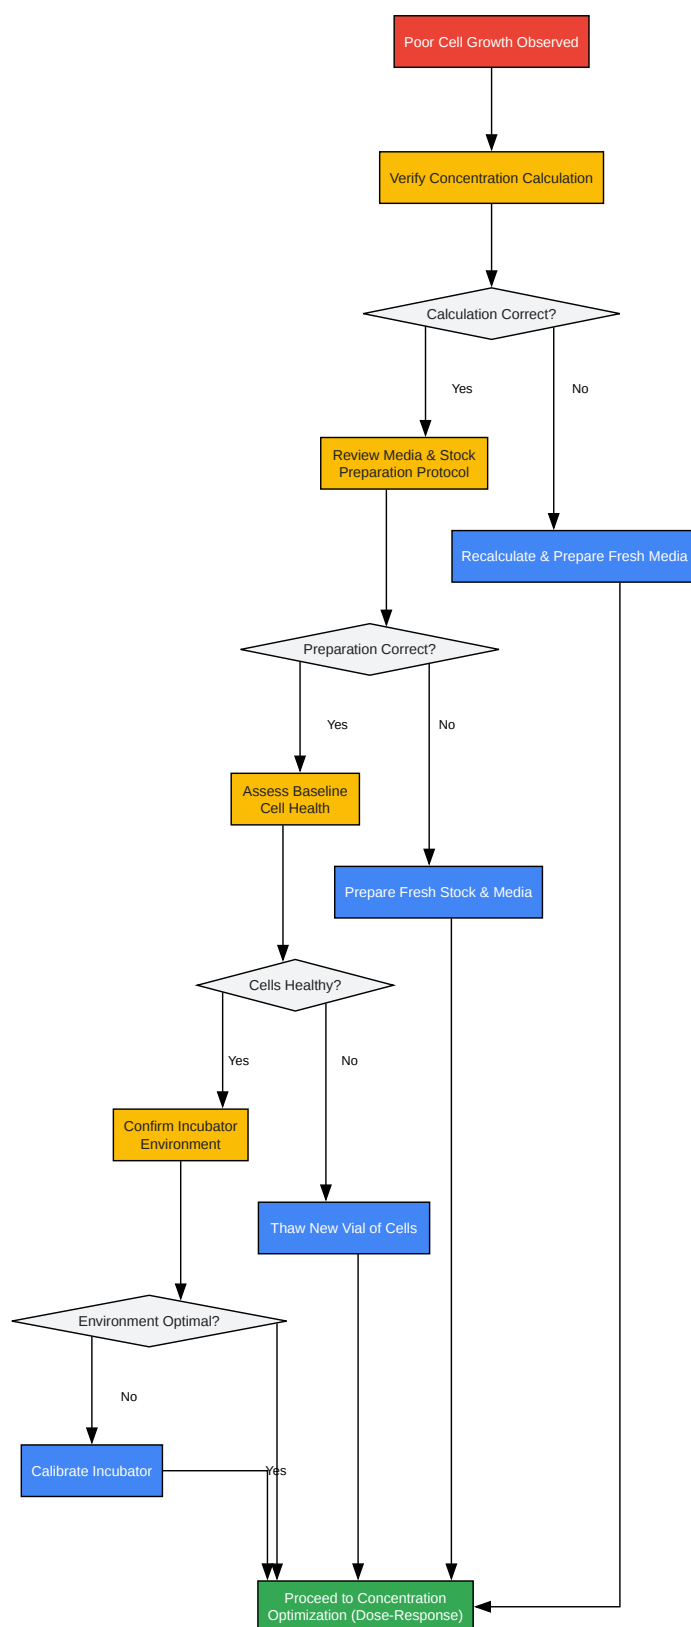 Poor Cell Growth Observed
Verify Concentration Calculation
Calculation Correct?
Yes
No
Review Media & Stock
Preparation Protocol
Recalculate & Prepare Fresh Media
Preparation Correct?
Yes
No
Assess Baseline
Cell Health
Prepare Fresh Stock & Media
Cells Healthy?
Yes
No
Confirm Incubator
Environment
Thaw New Vial of Cells
Environment Optimal?
No
Calibrate Incubator
Yes
Proceed to Concentration
Optimization (Dose-Response)